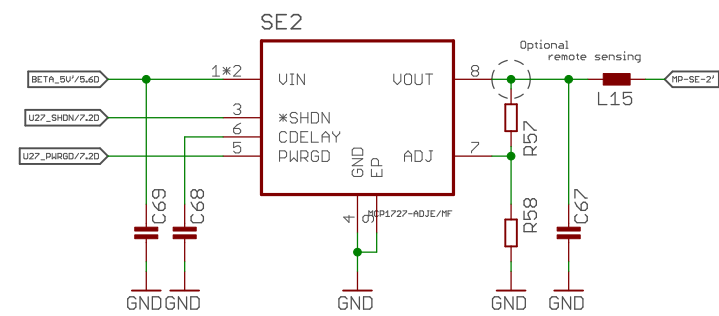 SE2
Optional
remote sensing
BETA_5V'/5.6D
1*2
VIN
VOUT
8
MP-SE-2'
L15
U27_SHDN/7.2D
3
*SHDN
6
CDELAY
U27_PWRGD/7.2D
5
PWRGD
GND
EP
ADJ
7
R57
C69
C68
4
9
MCP1727-ADJE/MF
R58
C67
GND
GND
GND
GND
GND